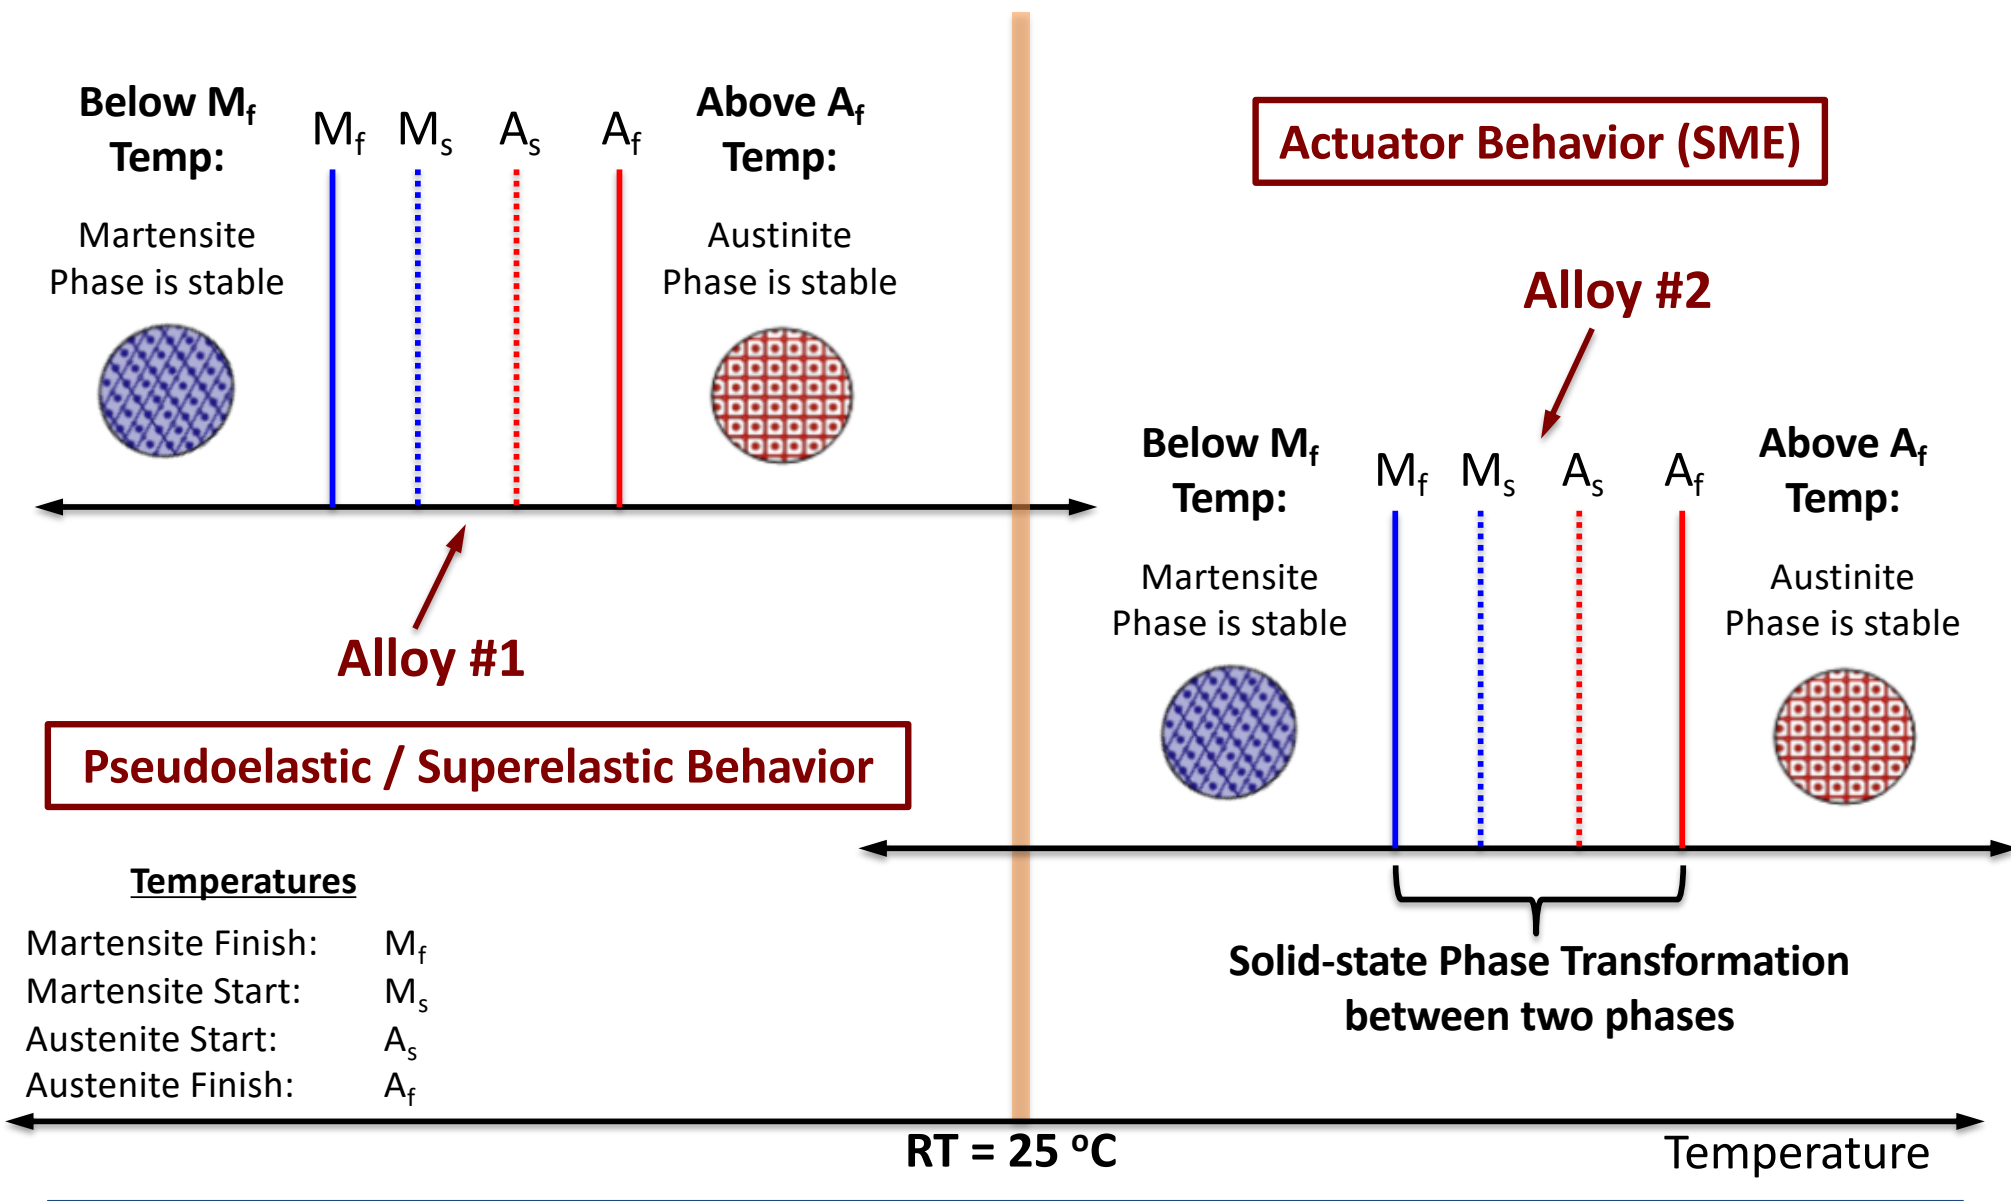 Below Mf
Temp:
Mf Ms As Af
Above Af
Temp:
Martensite
Phase is stable
Austinite
Phase is stable
Alloy #1
Pseudoelastic / Superelastic Behavior
Actuator Behavior (SME)
Alloy #2
Below Mf
Temp:
Mf Ms As Af
Above Af
Temp:
Martensite
Phase is stable
Austinite
Phase is stable
Solid-state Phase Transformation
between two phases
Temperatures
Martensite Finish: Mf
Martensite Start: Ms
Austenite Start: As
Austenite Finish: Af
RT = 25 ºC
Temperature